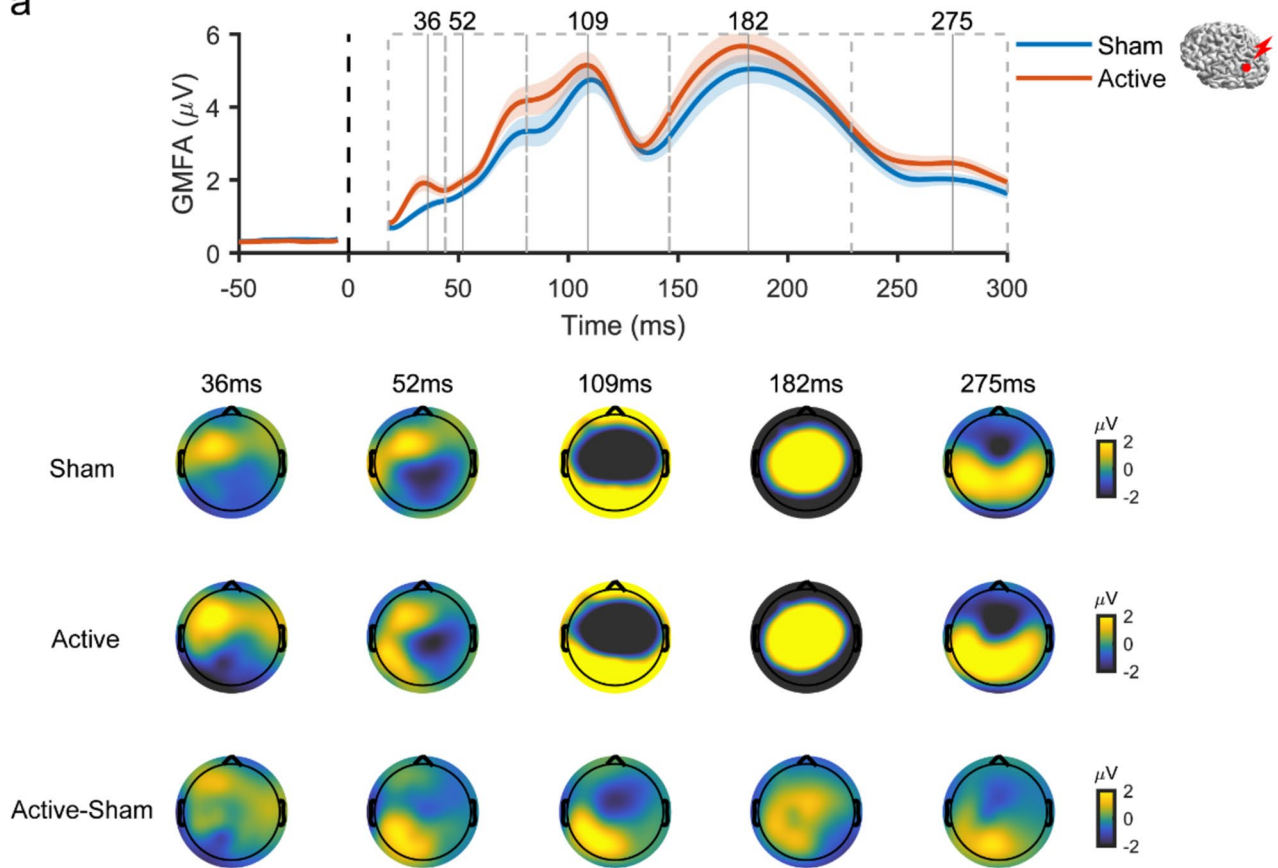 a
36 52 109 182 275
6
4
2
0
GMFA (μV)
-50 0 50 100 150 200 250 300
Time (ms)
Sham
Active
36ms 52ms 109ms 182ms 275ms
Sham
μV
2
0
-2
Active
μV
2
0
-2
Active-Sham
μV
2
0
-2